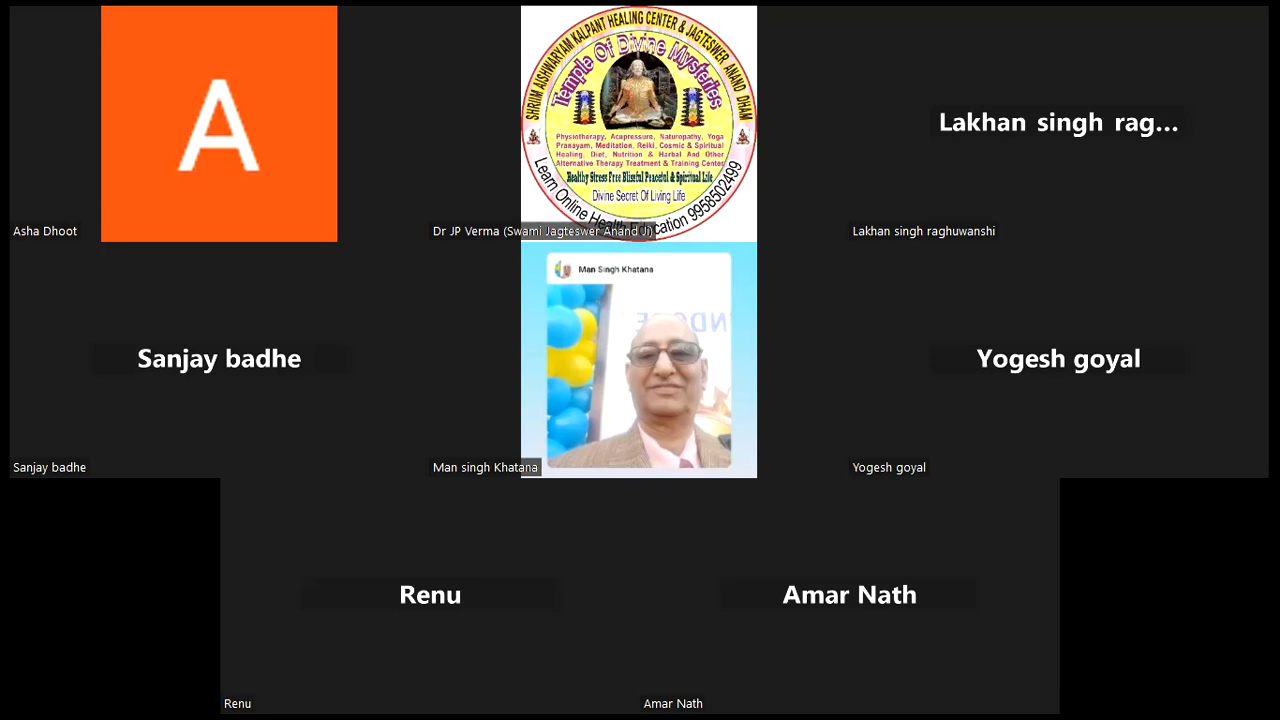 A
Asha Dhoot
SHRIIM AISHWARYAM KALPANT HEALING CENTER & JAGTESWER ANAND DHAM
Temple Of Divine Mysteries
Physiotherapy, Acupressure, Naturopathy, Yoga
Pranayam, Meditation, Reiki, Cosmic & Spiritual
Healing, Diet, Nutrition & Harbal And Other
Alternative Therapy Treatment & Training Center
Healthy Stress Free Blissful Peaceful & Spiritual Life
Divine Secret Of Living Life
Learn Online Health Education 9958502499
Dr JP Verma (Swami Jagteswer Anand Ji)
Lakhan singh rag...
Lakhan singh raghuwanshi
Sanjay badhe
Sanjay badhe
Man Singh Khatana
Man singh Khatana
Yogesh goyal
Yogesh goyal
Renu
Renu
Amar Nath
Amar Nath